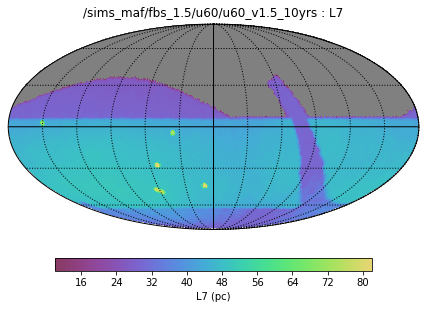 /sims_maf/fbs_1.5/u60/u60_v1.5_10yrs : L7
16 24 32 40 48 56 64 72 80
L7 (pc)